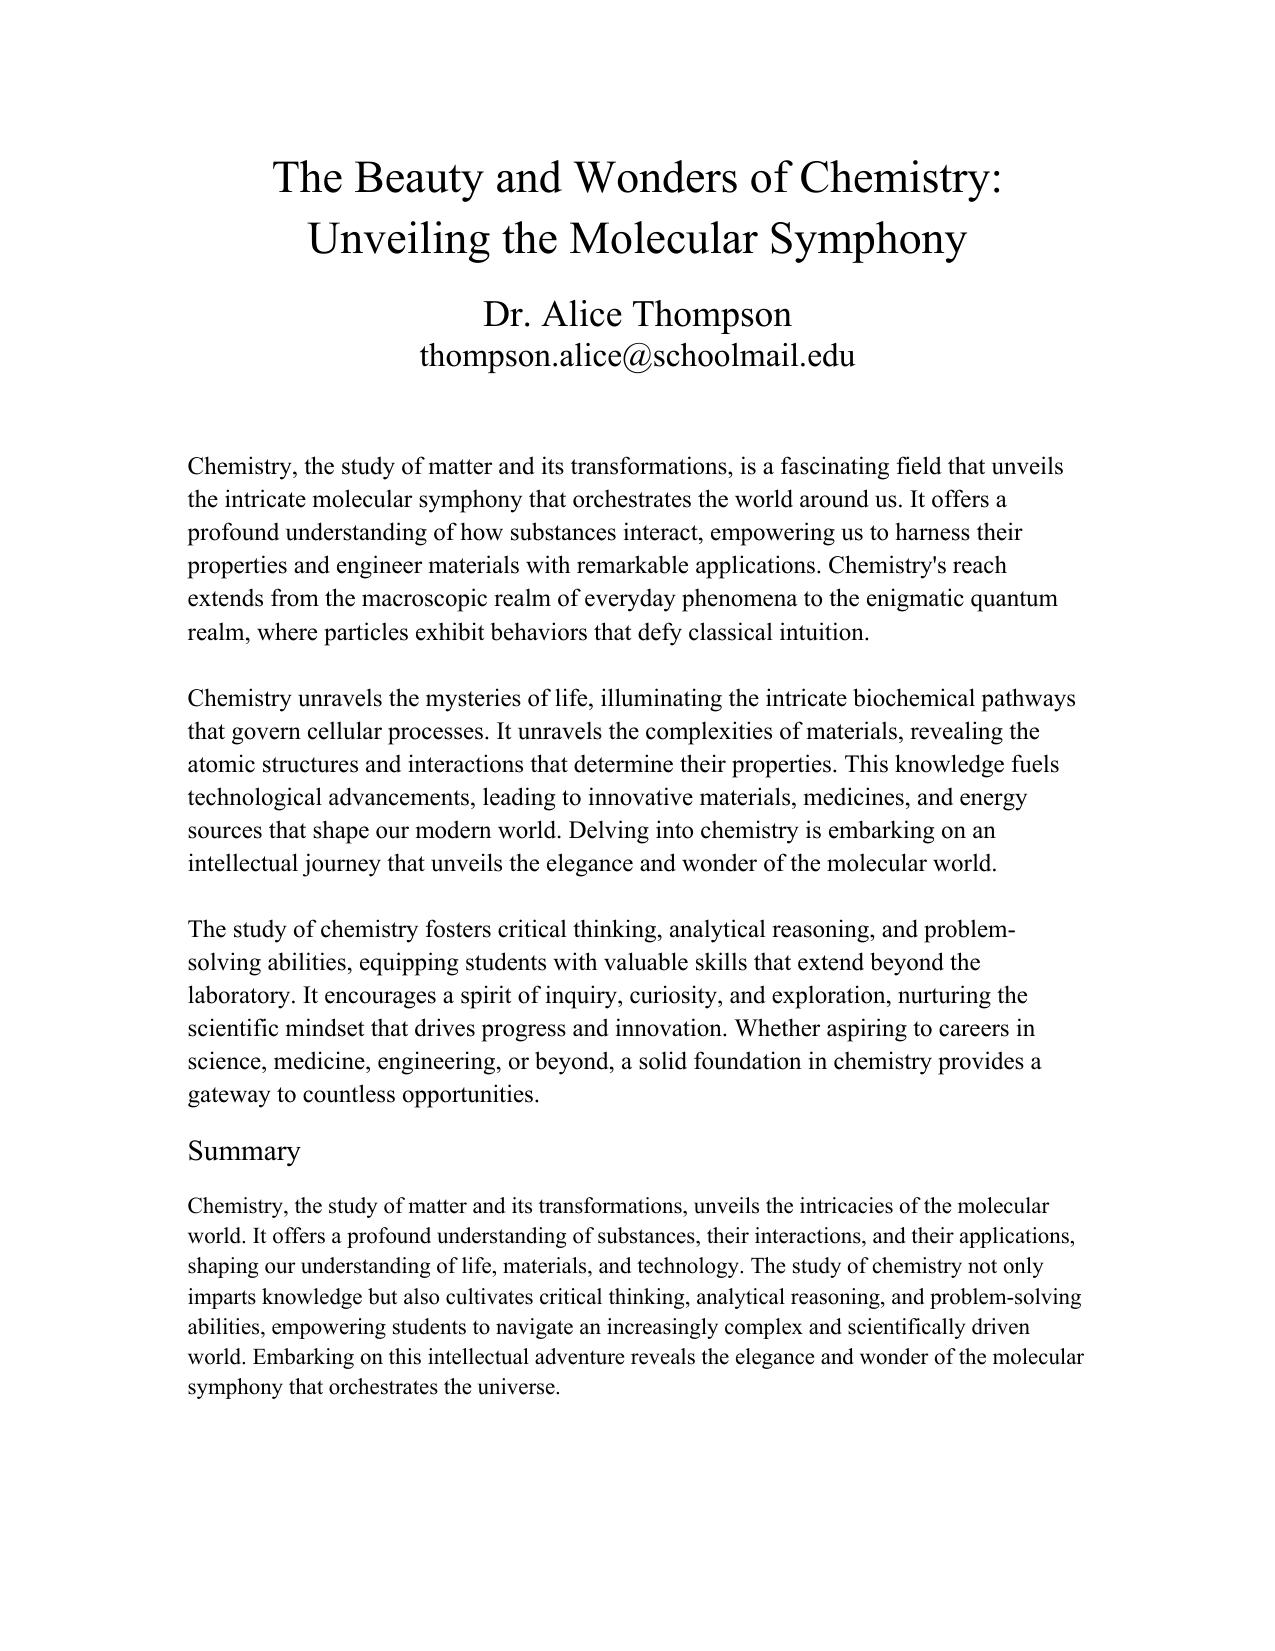 The Beauty and Wonders of Chemistry:
Unveiling the Molecular Symphony
Dr. Alice Thompson
thompson.alice@schoolmail.edu
Chemistry, the study of matter and its transformations, is a fascinating field that unveils
the intricate molecular symphony that orchestrates the world around us. It offers a
profound understanding of how substances interact, empowering us to harness their
properties and engineer materials with remarkable applications. Chemistry's reach
extends from the macroscopic realm of everyday phenomena to the enigmatic quantum
realm, where particles exhibit behaviors that defy classical intuition.
Chemistry unravels the mysteries of life, illuminating the intricate biochemical pathways
that govern cellular processes. It unravels the complexities of materials, revealing the
atomic structures and interactions that determine their properties. This knowledge fuels
technological advancements, leading to innovative materials, medicines, and energy
sources that shape our modern world. Delving into chemistry is embarking on an
intellectual journey that unveils the elegance and wonder of the molecular world.
The study of chemistry fosters critical thinking, analytical reasoning, and problem-
solving abilities, equipping students with valuable skills that extend beyond the
laboratory. It encourages a spirit of inquiry, curiosity, and exploration, nurturing the
scientific mindset that drives progress and innovation. Whether aspiring to careers in
science, medicine, engineering, or beyond, a solid foundation in chemistry provides a
gateway to countless opportunities.
Summary
Chemistry, the study of matter and its transformations, unveils the intricacies of the molecular
world. It offers a profound understanding of substances, their interactions, and their applications,
shaping our understanding of life, materials, and technology. The study of chemistry not only
imparts knowledge but also cultivates critical thinking, analytical reasoning, and problem-solving
abilities, empowering students to navigate an increasingly complex and scientifically driven
world. Embarking on this intellectual adventure reveals the elegance and wonder of the molecular
symphony that orchestrates the universe.